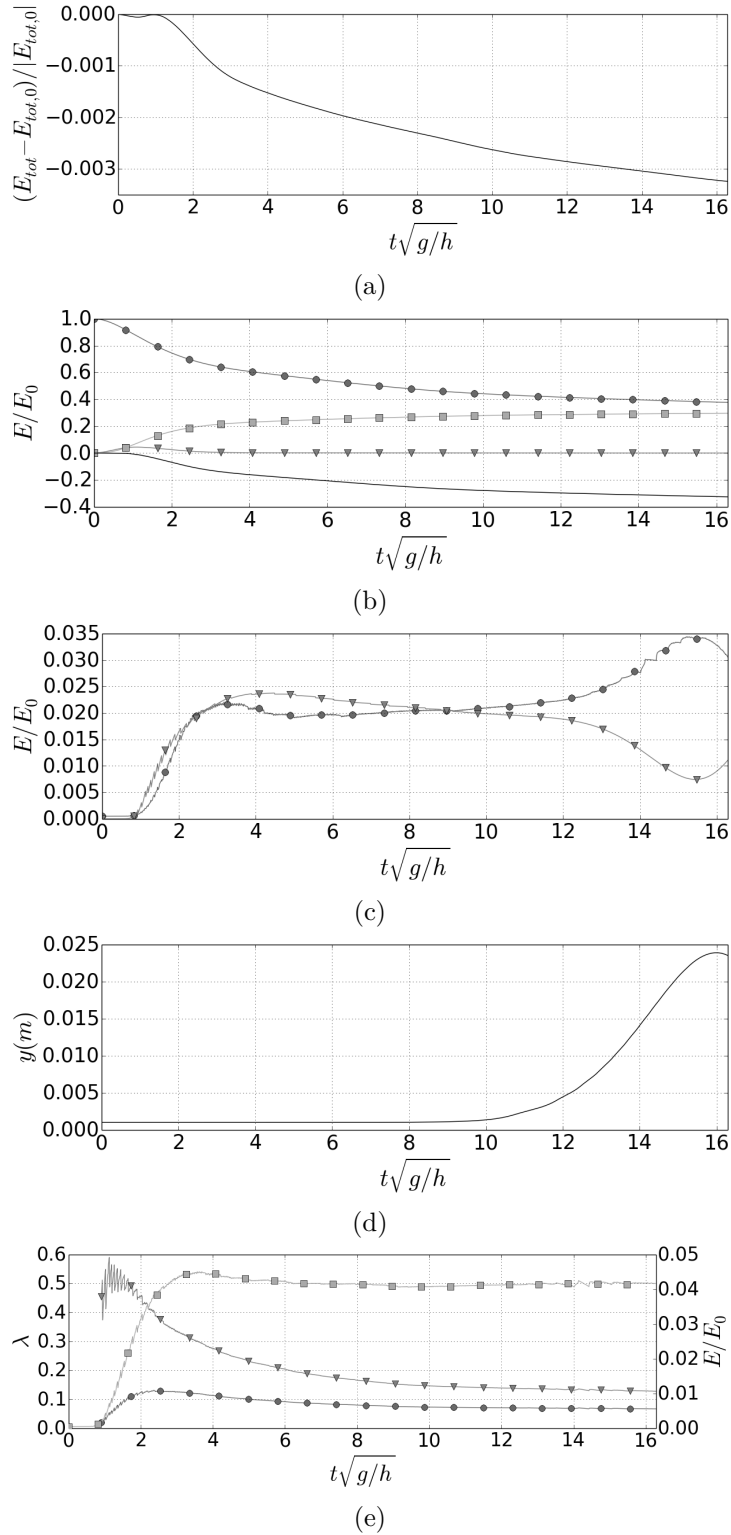 (E_{tot}−E_{tot,0})/|E_{tot,0}|
0.000
−0.001
−0.002
−0.003
0 2 4 6 8 10 12 14 16
t√g/h
(a)
E/E_0
1.0
0.8
0.6
0.4
0.2
0.0
−0.2
−0.4
0 2 4 6 8 10 12 14 16
t√g/h
(b)
E/E_0
0.035
0.030
0.025
0.020
0.015
0.010
0.005
0.000
0 2 4 6 8 10 12 14 16
t√g/h
(c)
y(m)
0.025
0.020
0.015
0.010
0.005
0.000
0 2 4 6 8 10 12 14 16
t√g/h
(d)
λ
0.6
0.5
0.4
0.3
0.2
0.1
0.0
0.05
0.04
0.03
0.02
0.01
0.00
E/E_0
0 2 4 6 8 10 12 14 16
t√g/h
(e)